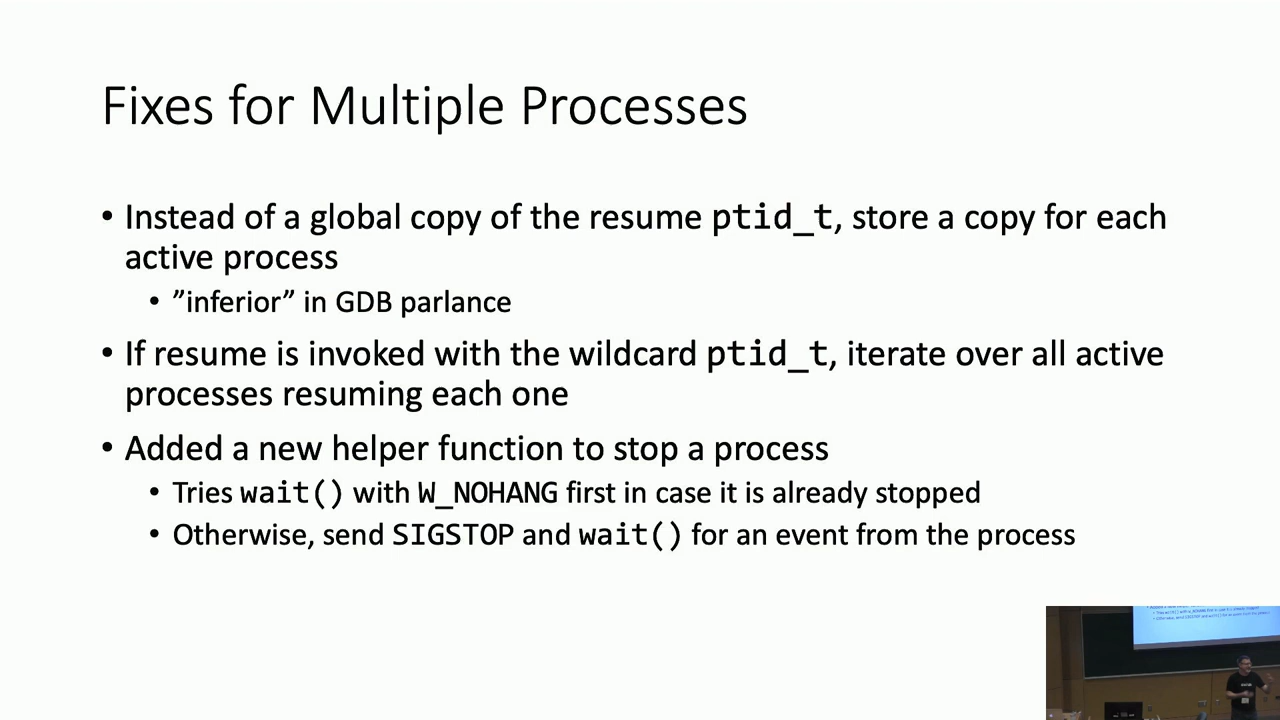 Fixes for Multiple Processes
• Instead of a global copy of the resume ptid_t, store a copy for each
active process
• ”inferior” in GDB parlance
• If resume is invoked with the wildcard ptid_t, iterate over all active
processes resuming each one
• Added a new helper function to stop a process
• Tries wait() with W_NOHANG first in case it is already stopped
• Otherwise, send SIGSTOP and wait() for an event from the process